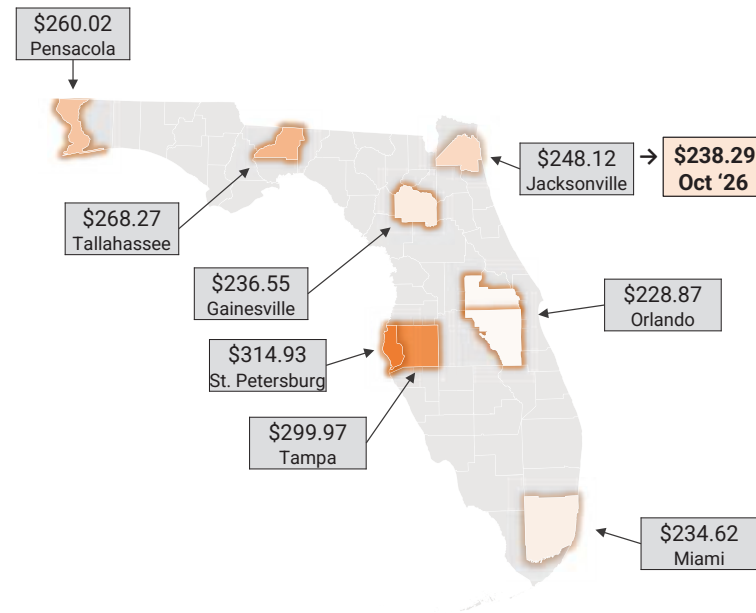 $260.02
Pensacola
$248.12
Jacksonville
→
$238.29
Oct ‘26
$268.27
Tallahassee
$236.55
Gainesville
$228.87
Orlando
$314.93
St. Petersburg
$299.97
Tampa
$234.62
Miami